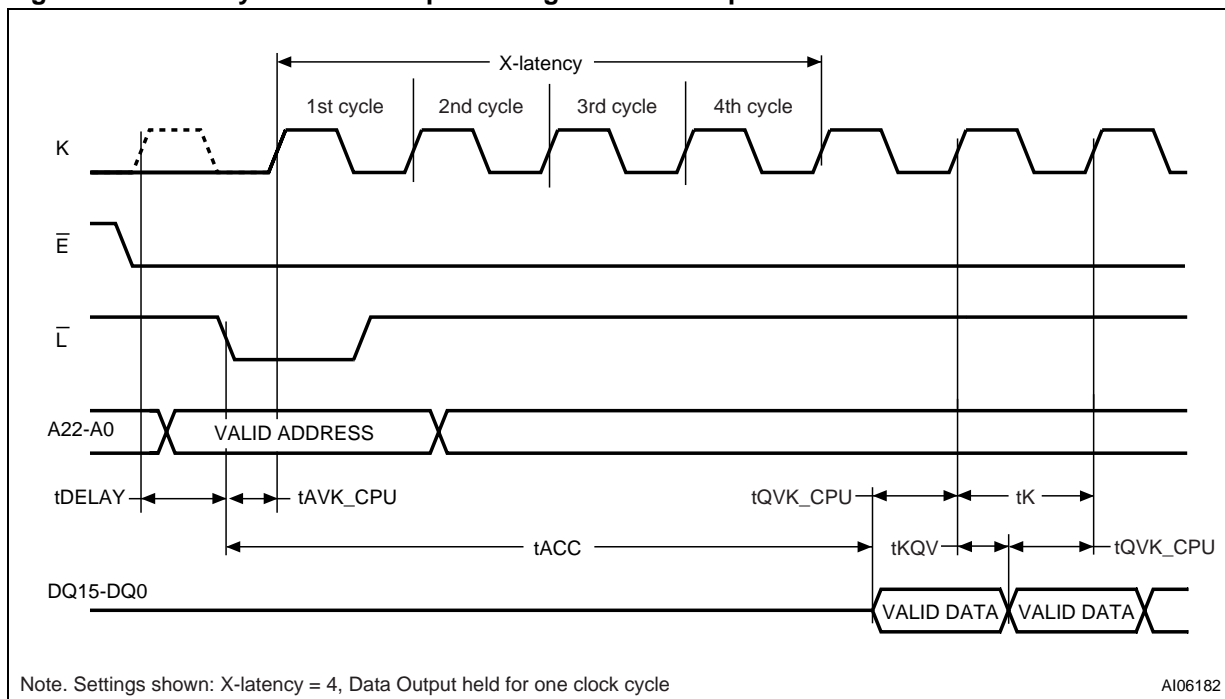 X-latency
1st cycle 2nd cycle 3rd cycle 4th cycle
K
E
L
A22-A0 VALID ADDRESS
tDELAY tAVK_CPU tQVK_CPU tK
tACC tKQV tQVK_CPU
DQ15-DQ0
VALID DATA VALID DATA
Note. Settings shown: X-latency = 4, Data Output held for one clock cycle AI06182